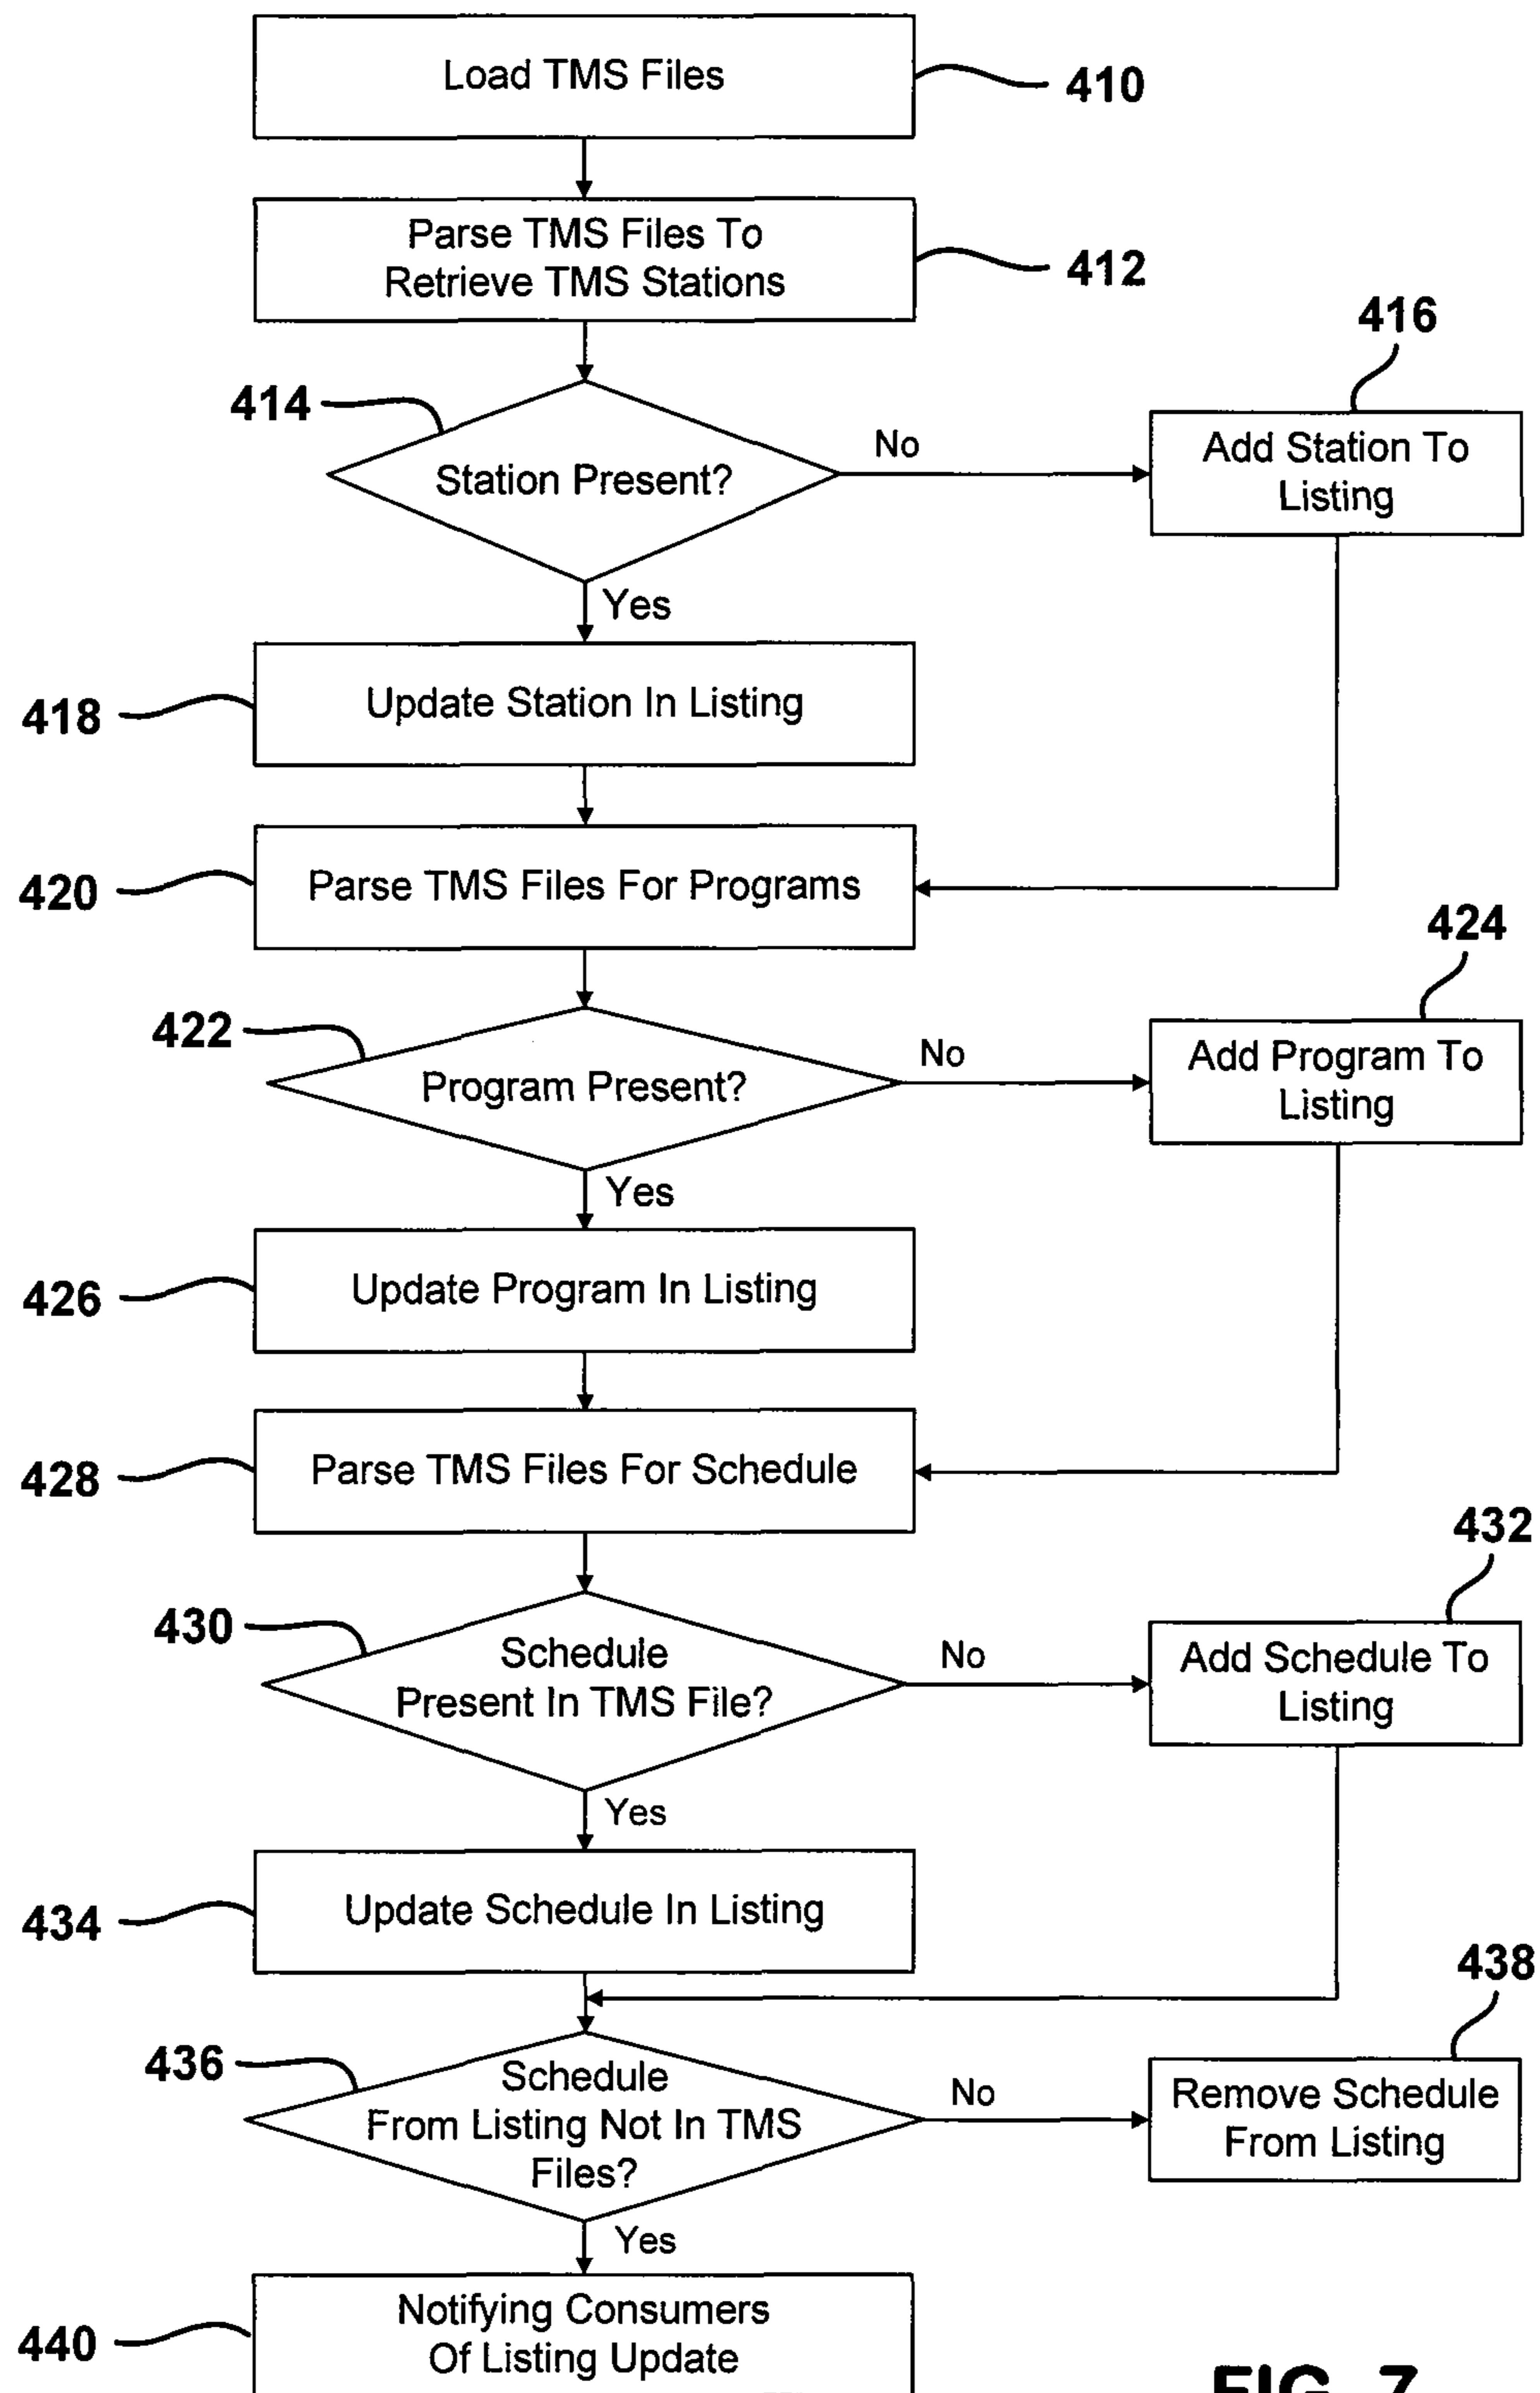 Load TMS Files
410
Parse TMS Files To
Retrieve TMS Stations
412
416
414
Station Present?
No
Add Station To
Listing
Yes
418
Update Station In Listing
420
Parse TMS Files For Programs
424
422
Program Present?
No
Add Program To
Listing
Yes
426
Update Program In Listing
428
Parse TMS Files For Schedule
432
430
Schedule
Present In TMS File?
No
Add Schedule To
Listing
Yes
434
Update Schedule In Listing
438
436
Schedule
From Listing Not In TMS
Files?
No
Remove Schedule
From Listing
Yes
440
Notifying Consumers
Of Listing Update
FIG. 7